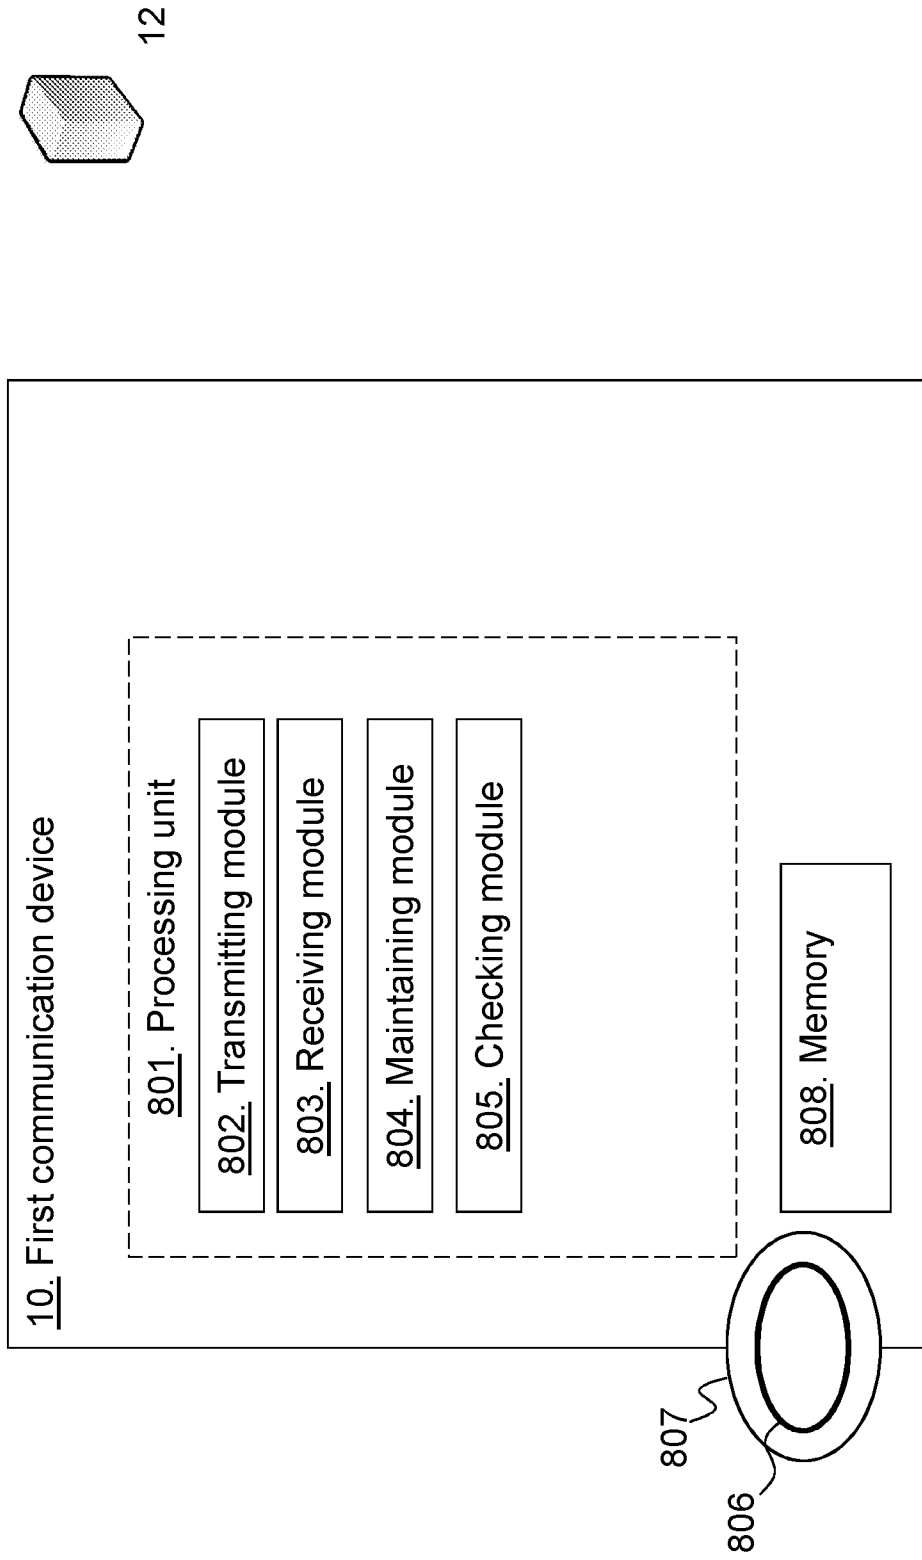 10. First communication device
801. Processing unit
802. Transmitting module
803. Receiving module
804. Maintaining module
805. Checking module
808. Memory
807
806
12